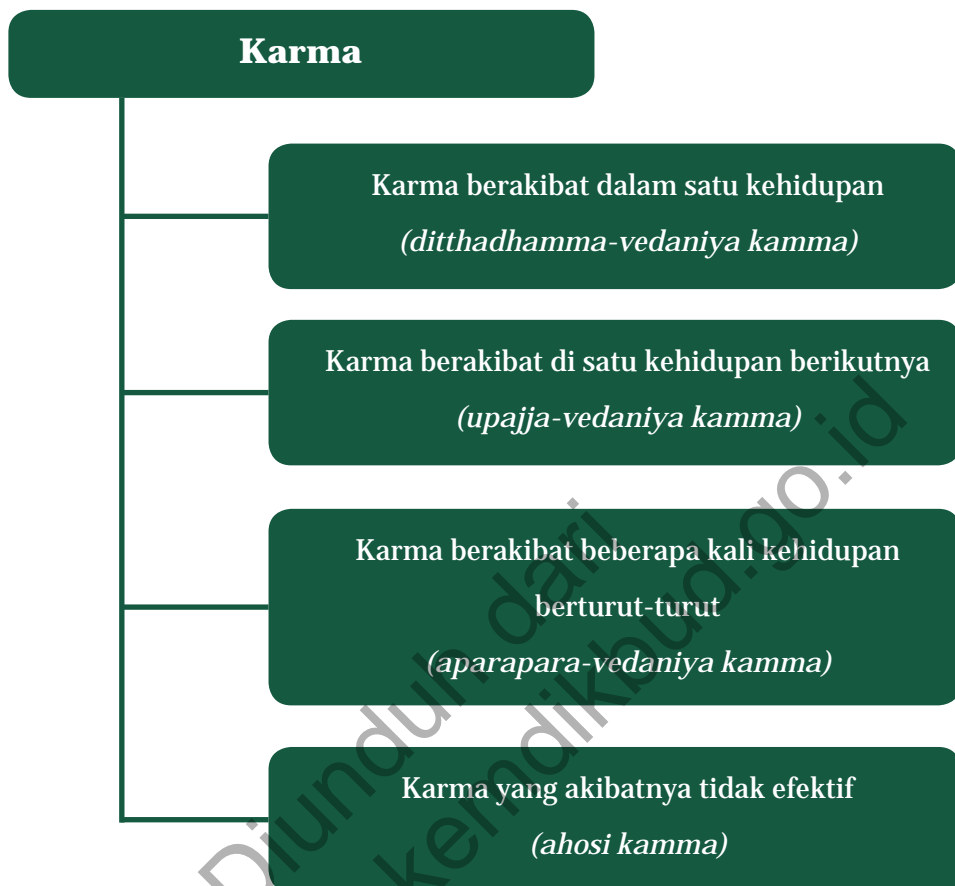 Karma
Karma berakibat dalam satu kehidupan
(ditthadhamma-vedaniya kamma)
Karma berakibat di satu kehidupan berikutnya
(upajja-vedaniya kamma)
Karma berakibat beberapa kali kehidupan
berturut-turut
(aparapara-vedaniya kamma)
Karma yang akibatnya tidak efektif
(ahosi kamma)
Diunduh dari
kemdikbud.go.id